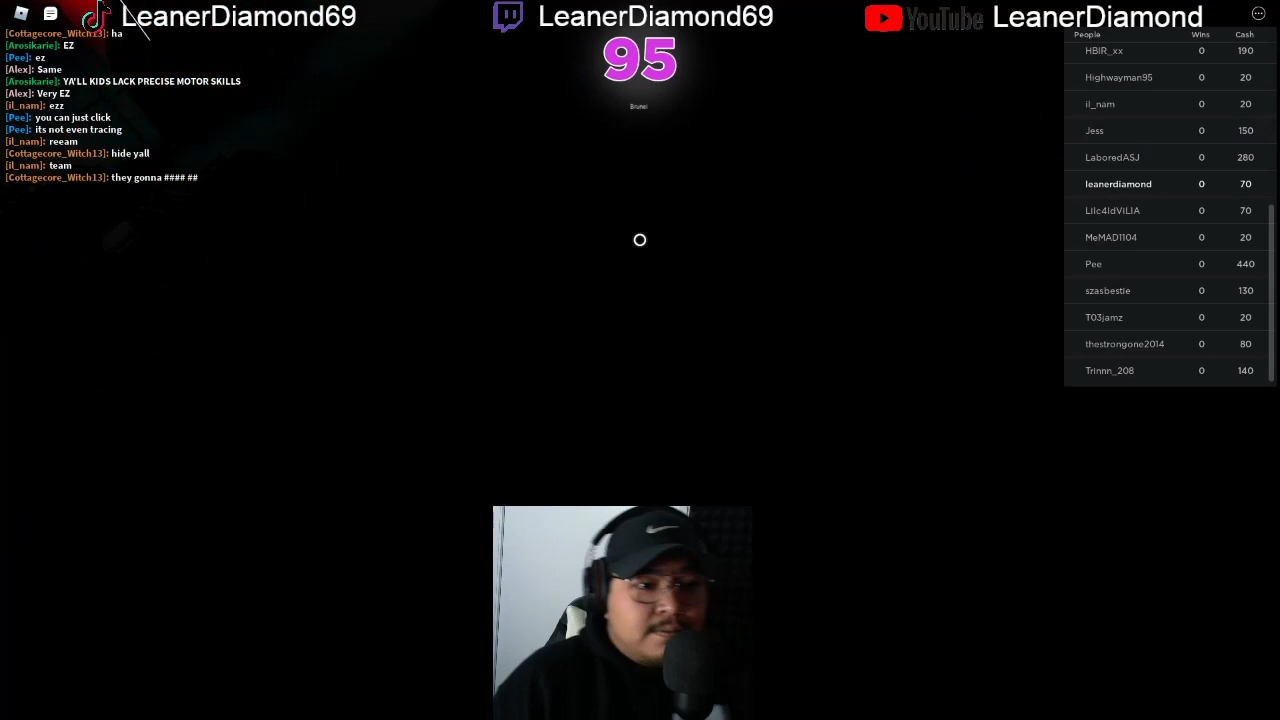 LeanerDiamond69
LeanerDiamond69
YouTube LeanerDiamond
[Cottagecore_Witch13]: ha
[Arosikarie]: EZ
[Pee]: ez
[Alex]: Same
[Arosikarie]: YA'LL KIDS LACK PRECISE MOTOR SKILLS
[Alex]: Very EZ
[il_nam]: ezz
[Pee]: you can just click
[Pee]: its not even tracing
[il_nam]: reeam
[Cottagecore_Witch13]: hide yall
[il_nam]: team
[Cottagecore_Witch13]: they gonna #### ##
95
Brunei
People Wins Cash
HBIR_xx 0 190
Highwayman95 0 20
il_nam 0 20
Jess 0 150
LaboredASJ 0 280
leanerdiamond 0 70
0 70
MeMAD1104 0 20
Pee 0 440
szasbestie 0 130
T03jamz 0 20
thestrongone2014 0 80
Trinnn_208 0 140